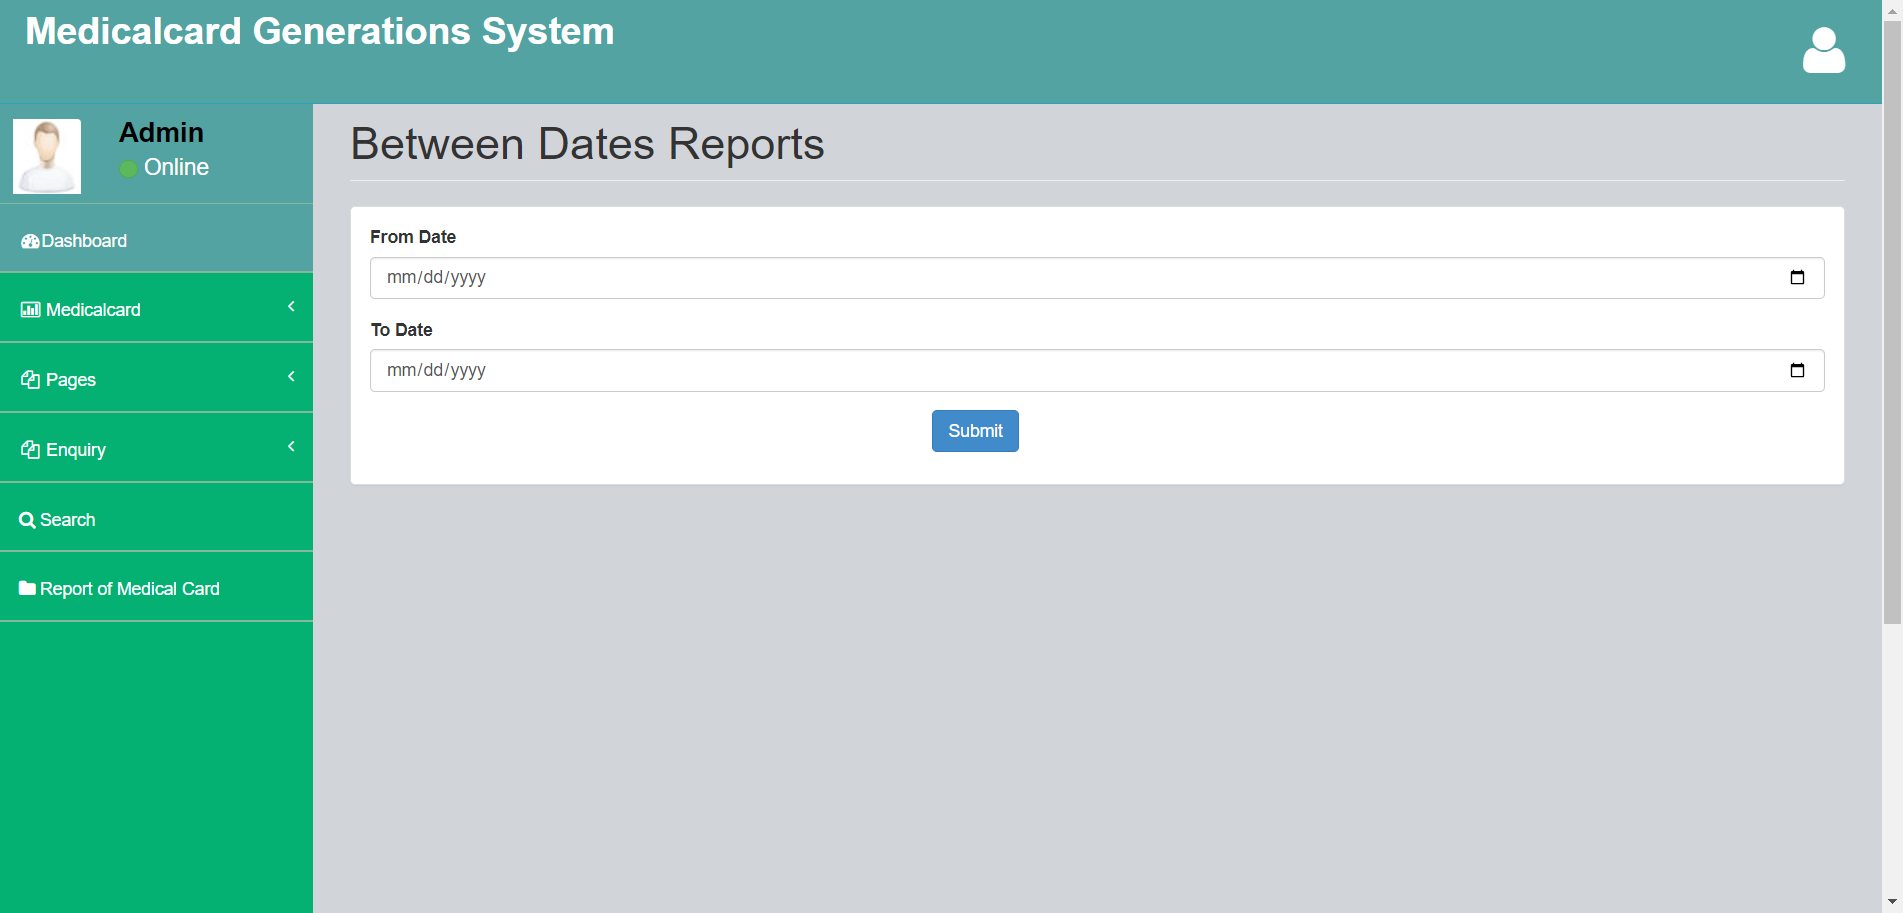 Medicalcard Generations System
Admin
Online
Dashboard
Medicalcard
Pages
Enquiry
Search
Report of Medical Card
Between Dates Reports
From Date
mm/dd/yyyy
To Date
mm/dd/yyyy
Submit